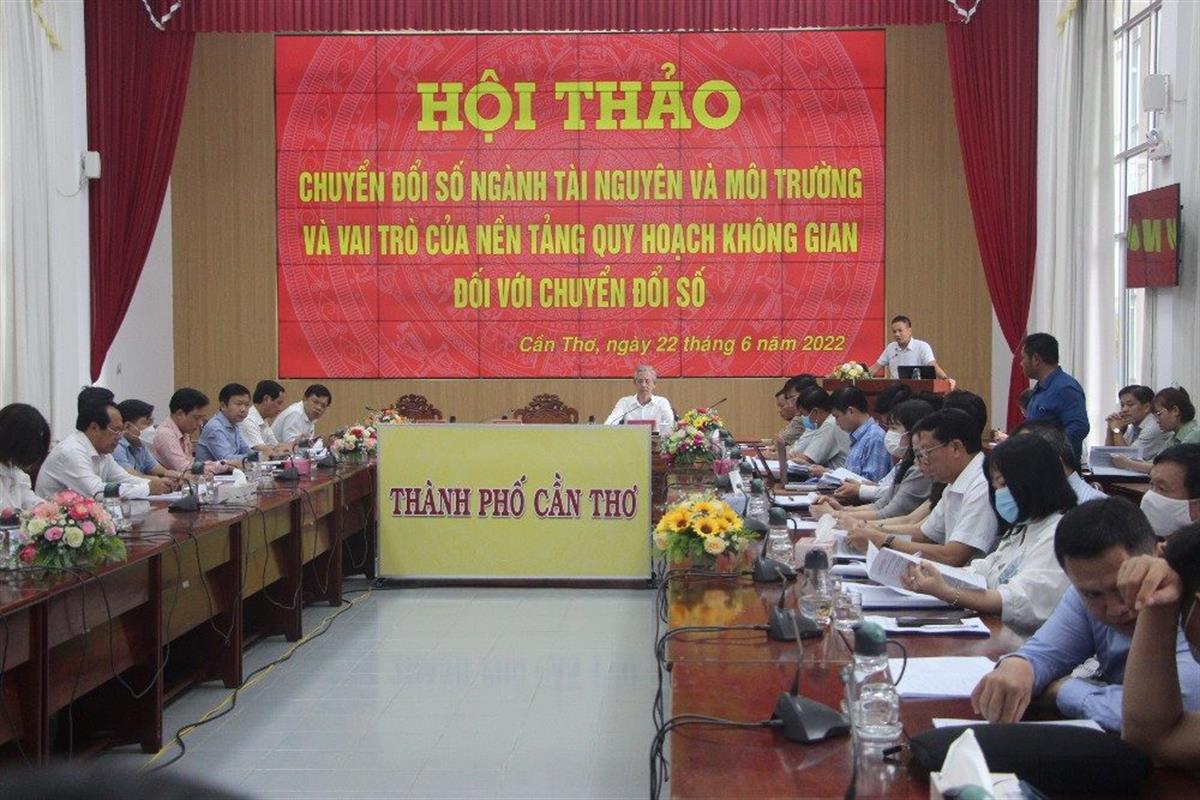 HỘI THẢO
CHUYỂN ĐỔI SỐ NGÀNH TÀI NGUYÊN VÀ MÔI TRƯỜNG
VÀ VAI TRÒ CỦA NỀN TẢNG QUY HOẠCH KHÔNG GIAN
ĐỐI VỚI CHUYỂN ĐỔI SỐ
Cần Thơ, ngày 22 tháng 6 năm 2022
THÀNH PHỐ CẦN THƠ